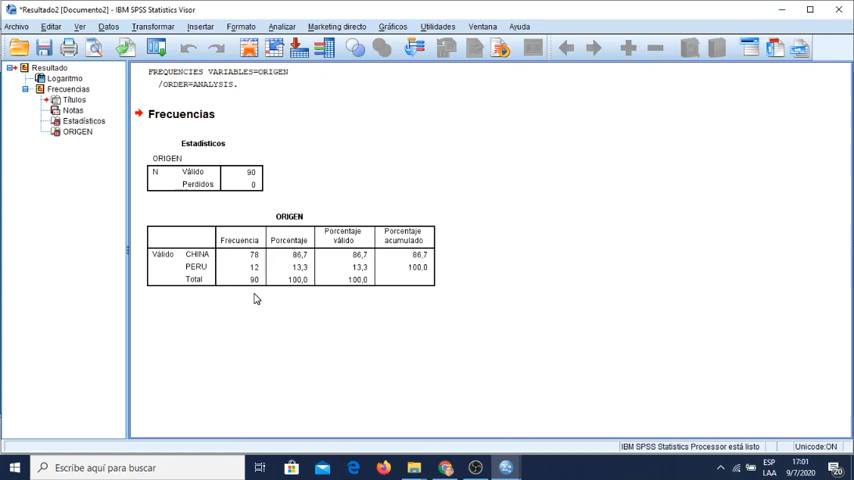 *Resultado2 [Documento2] - IBM SPSS Statistics Visor
Archivo Editar Ver Datos Transformar Insertar Formato Analizar Marketing directo Gráficos Utilidades Ventana Ayuda
Resultado
Logaritmo
Frecuencias
Títulos
Notas
Estadísticos
ORIGEN
FREQUENCIES VARIABLES=ORIGEN
/ORDER=ANALYSIS.
Frecuencias
Estadísticos
ORIGEN
N Válido 90
Perdidos 0
ORIGEN
Frecuencia Porcentaje Porcentaje válido Porcentaje acumulado
Válido CHINA 78 86,7 86,7 86,7
PERU 12 13,3 13,3 100,0
Total 90 100,0 100,0
IBM SPSS Statistics Processor está listo Unicode:ON
Escribe aquí para buscar
ESP 17:01
LAA 9/7/2020
20